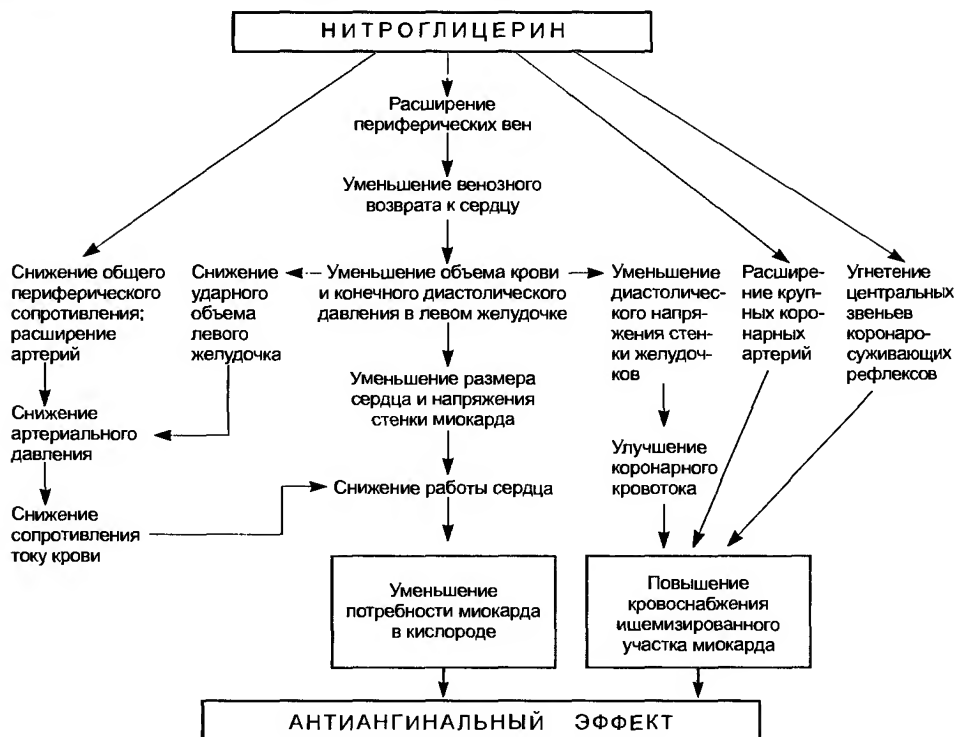 НИТРОГЛИЦЕРИН
Расширение
периферических вен
Уменьшение венозного
возврата к сердцу
Снижение общего
периферического
сопротивления;
расширение
артерий
Снижение
ударного
объема
левого
желудочка
Уменьшение объема крови
и конечного диастолического
давления в левом желудочке
Уменьшение
диастоличес-
кого напря-
жения стен-
ки желудоч-
ков
Расшире-
ние круп-
ных коро-
нарных
артерий
Угнетение
центральных
звеньев
коронаро-
суживающих
рефлексов
Уменьшение размера
сердца и напряжения
стенки миокарда
Снижение
артериального
давления
Улучшение
коронарного
кровотока
Снижение работы сердца
Снижение
сопротивления
току крови
Уменьшение
потребности миокарда
в кислороде
Повышение
кровоснабжения
ишемизированного
участка миокарда
АНТИАНГИНАЛЬНЫЙ ЭФФЕКТ